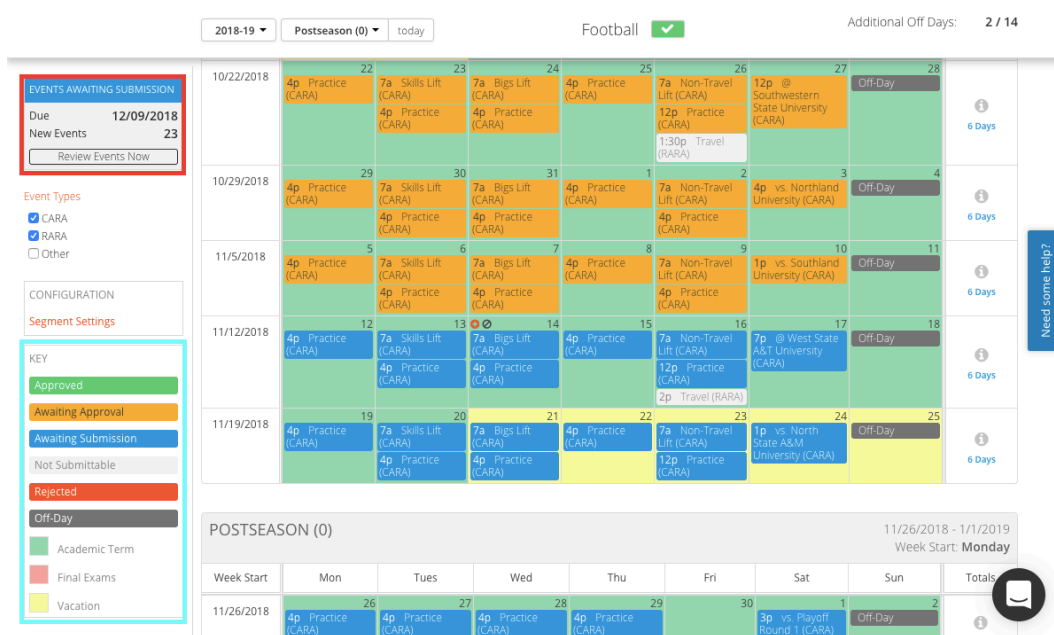 2018-19
Postseason (0)
today
Football
Additional Off Days: 2 / 14
EVENTS AWAITING SUBMISSION
Due 12/09/2018
New Events 23
Review Events Now
Event Types
CARA
RARA
Other
CONFIGURATION
Segment Settings
KEY
Approved
Awaiting Approval
Awaiting Submission
Not Submittable
Rejected
Off-Day
Academic Term
Final Exams
Vacation
10/22/2018
22
4p Practice
(CARA)
23
7a Skills Lift
(CARA)
4p Practice
(CARA)
24
7a Bigs Lift
(CARA)
4p Practice
(CARA)
25
4p Practice
(CARA)
26
7a Non-Travel
Lift (CARA)
12p Practice
(CARA)
1:30p Travel
(RARA)
27
12p @
Southwestern
State University
(CARA)
28
Off-Day
6 Days
10/29/2018
29
4p Practice
(CARA)
30
7a Skills Lift
(CARA)
4p Practice
(CARA)
31
7a Bigs Lift
(CARA)
4p Practice
(CARA)
1
4p Practice
(CARA)
2
7a Non-Travel
Lift (CARA)
4p Practice
(CARA)
3
4p vs. Northland
University (CARA)
4
Off-Day
6 Days
11/5/2018
5
4p Practice
(CARA)
6
7a Skills Lift
(CARA)
4p Practice
(CARA)
7
7a Bigs Lift
(CARA)
4p Practice
(CARA)
8
4p Practice
(CARA)
9
7a Non-Travel
Lift (CARA)
4p Practice
(CARA)
10
1p vs. Southland
University (CARA)
11
Off-Day
6 Days
11/12/2018
12
4p Practice
(CARA)
13
7a Skills Lift
(CARA)
4p Practice
(CARA)
14
7a Bigs Lift
(CARA)
4p Practice
(CARA)
15
4p Practice
(CARA)
16
7a Non-Travel
Lift (CARA)
12p Practice
(CARA)
2p Travel (RARA)
17
7p @ West State
A&T University
(CARA)
18
Off-Day
6 Days
11/19/2018
19
4p Practice
(CARA)
20
7a Skills Lift
(CARA)
4p Practice
(CARA)
21
7a Bigs Lift
(CARA)
4p Practice
(CARA)
22
4p Practice
(CARA)
23
7a Non-Travel
Lift (CARA)
12p Practice
(CARA)
24
1p vs. North
State A&M
University (CARA)
25
Off-Day
6 Days
POSTSEASON (0)
11/26/2018 - 1/1/2019
Week Start: Monday
Week Start Mon Tues Wed Thu Fri Sat Sun Totals
11/26/2018
26
4p Practice
(CARA)
27
4p Practice
(CARA)
28
4p Practice
(CARA)
29
4p Practice
(CARA)
30
1
3p vs. Playoff
Round 1 (CARA)
2
Off-Day
Need some help?